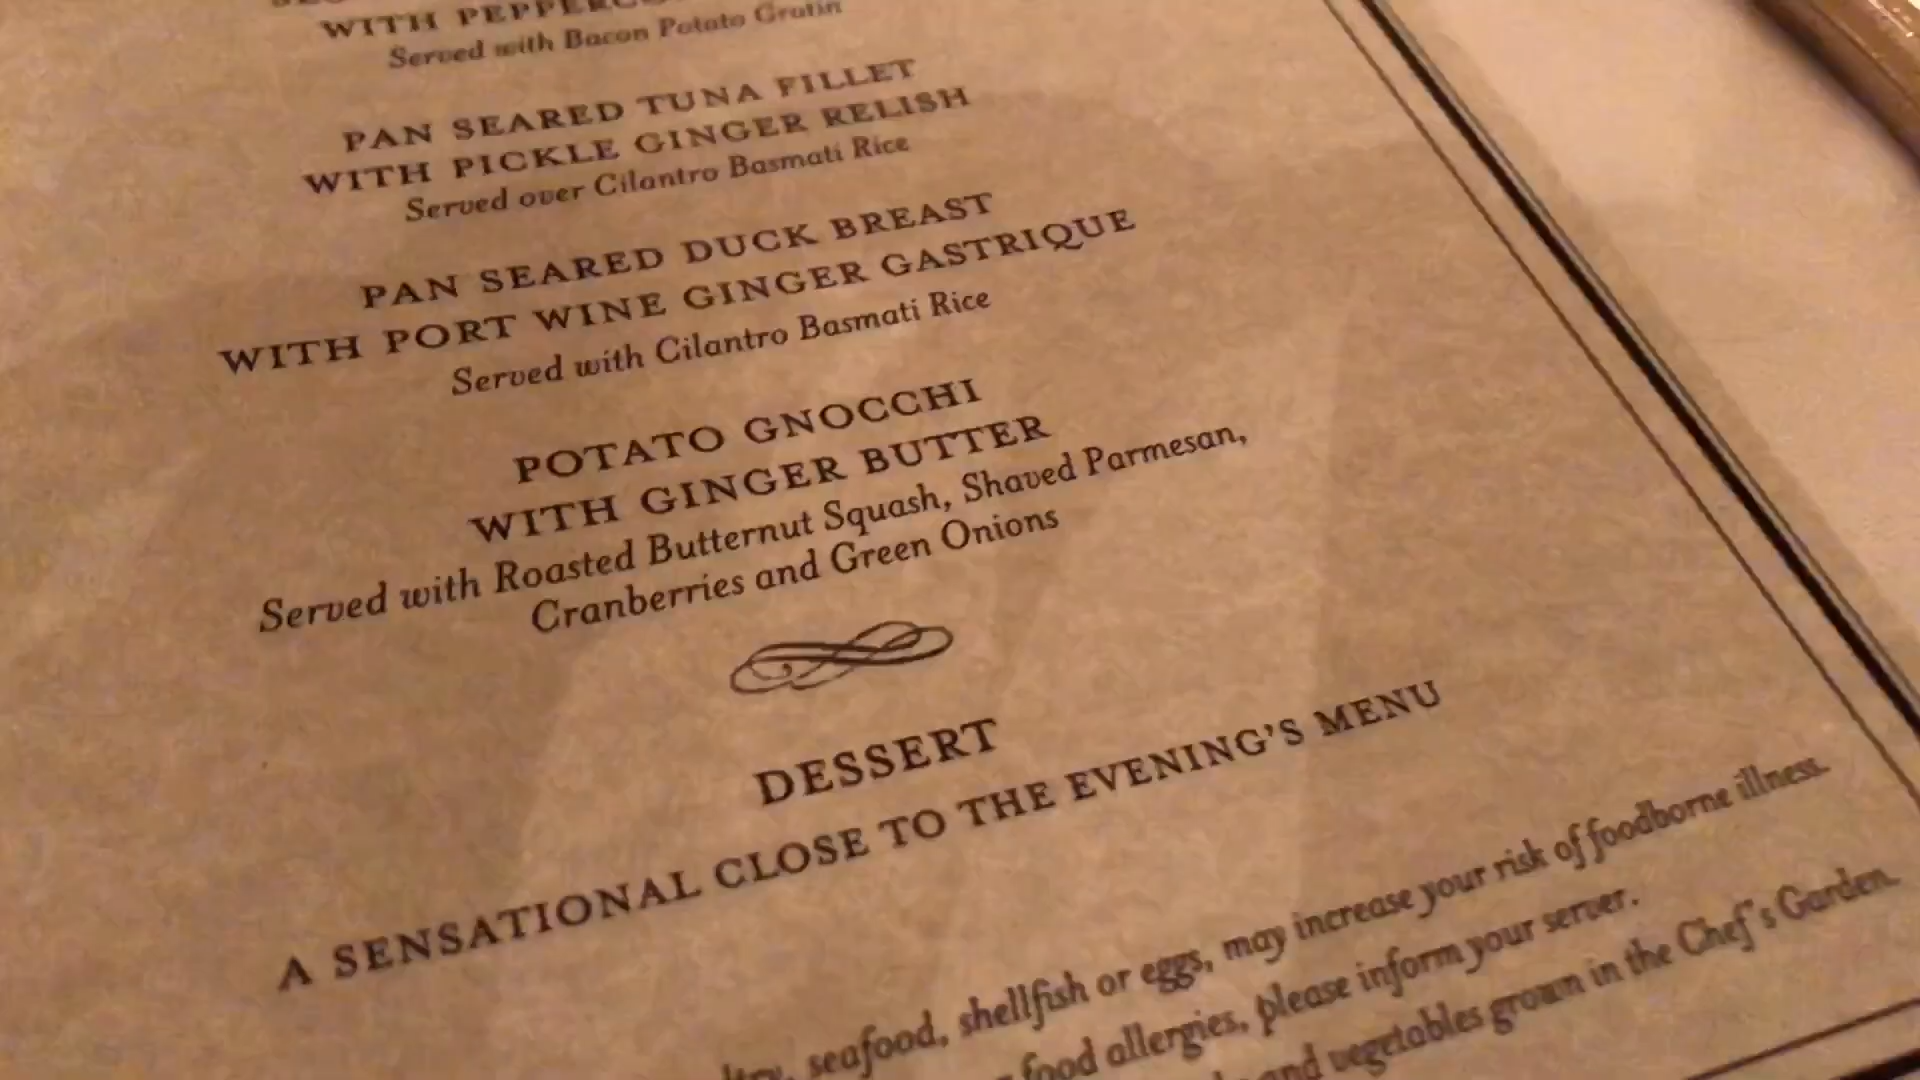 WITH
Served with Bacon Potato Gratin
PAN SEARED TUNA FILLET
WITH PICKLE GINGER RELISH
Served over Cilantro Basmati Rice
PAN SEARED DUCK BREAST
WITH PORT WINE GINGER GASTRIQUE
Served with Cilantro Basmati Rice
POTATO GNOCCHI
WITH GINGER BUTTER
Served with Roasted Butternut Squash, Shaved Parmesan,
Cranberries and Green Onions
DESSERT
A SENSATIONAL CLOSE TO THE EVENING'S MENU
seafood, shellfish or eggs, may increase your risk of foodborne illness.
food allergies, please inform your server.
and vegetables grown in the Chef's Garden.